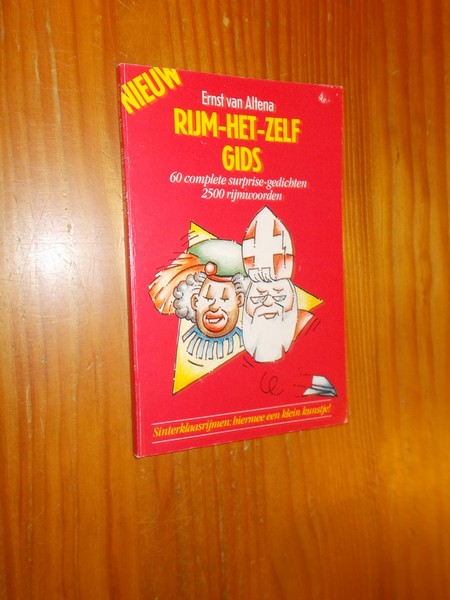 NIEUW
Ernst van Altena
RIJM-HET-ZELF
GIDS
60 complete surprise-gedichten
2500 rijmwoorden
Sinterklaasrijmen: hiermee een klein kunstje!